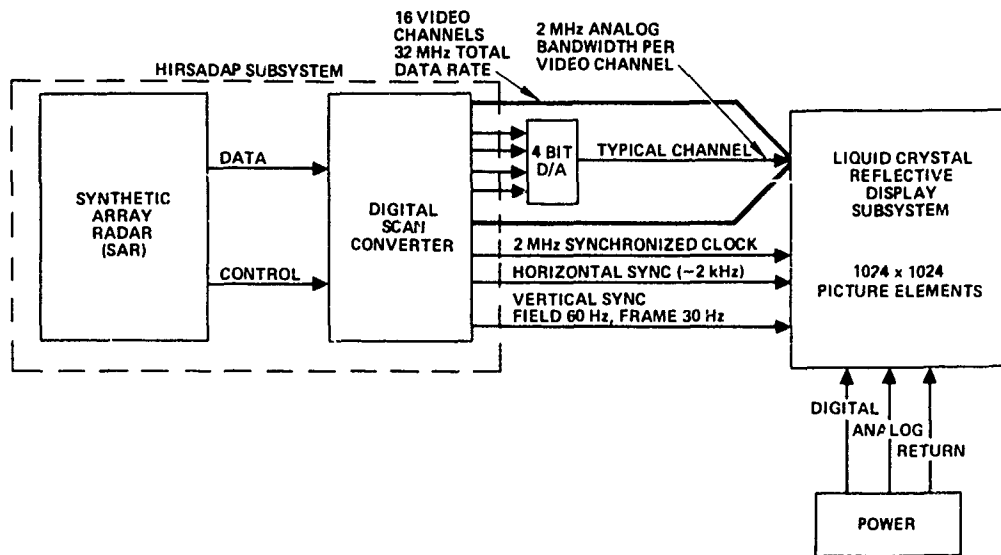 16 VIDEO
CHANNELS
32 MHz TOTAL
DATA RATE
2 MHz ANALOG
BANDWIDTH PER
VIDEO CHANNEL
HIRSADAP SUBSYSTEM
SYNTHETIC
ARRAY
RADAR
(SAR)
DATA
CONTROL
DIGITAL
SCAN
CONVERTER
4 BIT
D/A
TYPICAL CHANNEL
2 MHz SYNCHRONIZED CLOCK
HORIZONTAL SYNC (~2 kHz)
VERTICAL SYNC
FIELD 60 Hz, FRAME 30 Hz
LIQUID CRYSTAL
REFLECTIVE
DISPLAY
SUBSYSTEM
1024 x 1024
PICTURE ELEMENTS
DIGITAL
ANALOG
RETURN
POWER